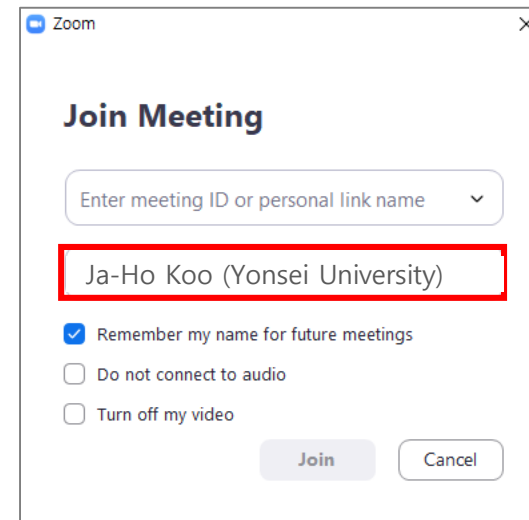 Zoom
Join Meeting
Enter meeting ID or personal link name
Ja-Ho Koo (Yonsei University)
Remember my name for future meetings
Do not connect to audio
Turn off my video
Join Cancel